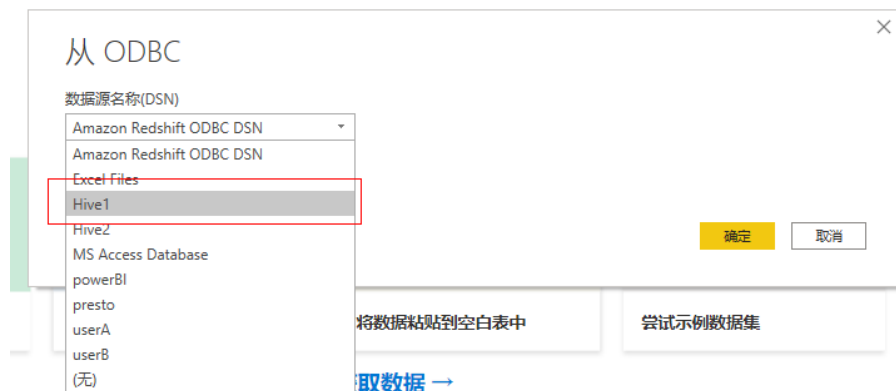 从 ODBC
数据源名称(DSN)
Amazon Redshift ODBC DSN
Amazon Redshift ODBC DSN
Excel Files
Hive1
Hive2
MS Access Database
powerBI
presto
userA
userB
(无)
确定
取消
将数据粘贴到空白表中
尝试示例数据集
取数据 →